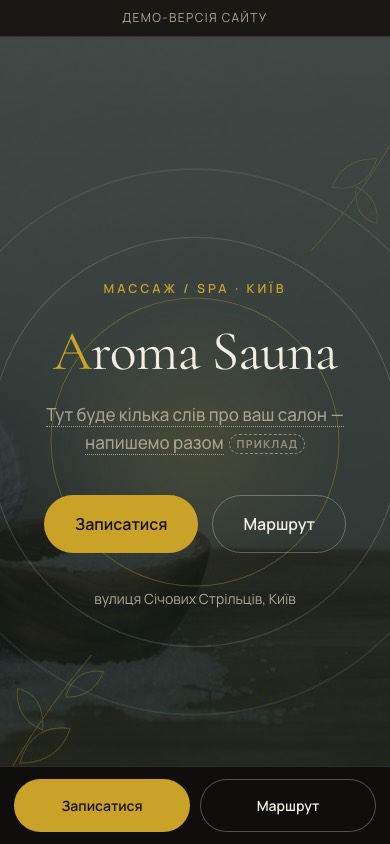 ДЕМО-ВЕРСІЯ САЙТУ
МАССАЖ / SPA · КИЇВ
Aroma Sauna
Тут буде кілька слів про ваш салон —
напишемо разом ПРИКЛАД
Записатися Маршрут
вулиця Січових Стрільців, Київ
Записатися Маршрут